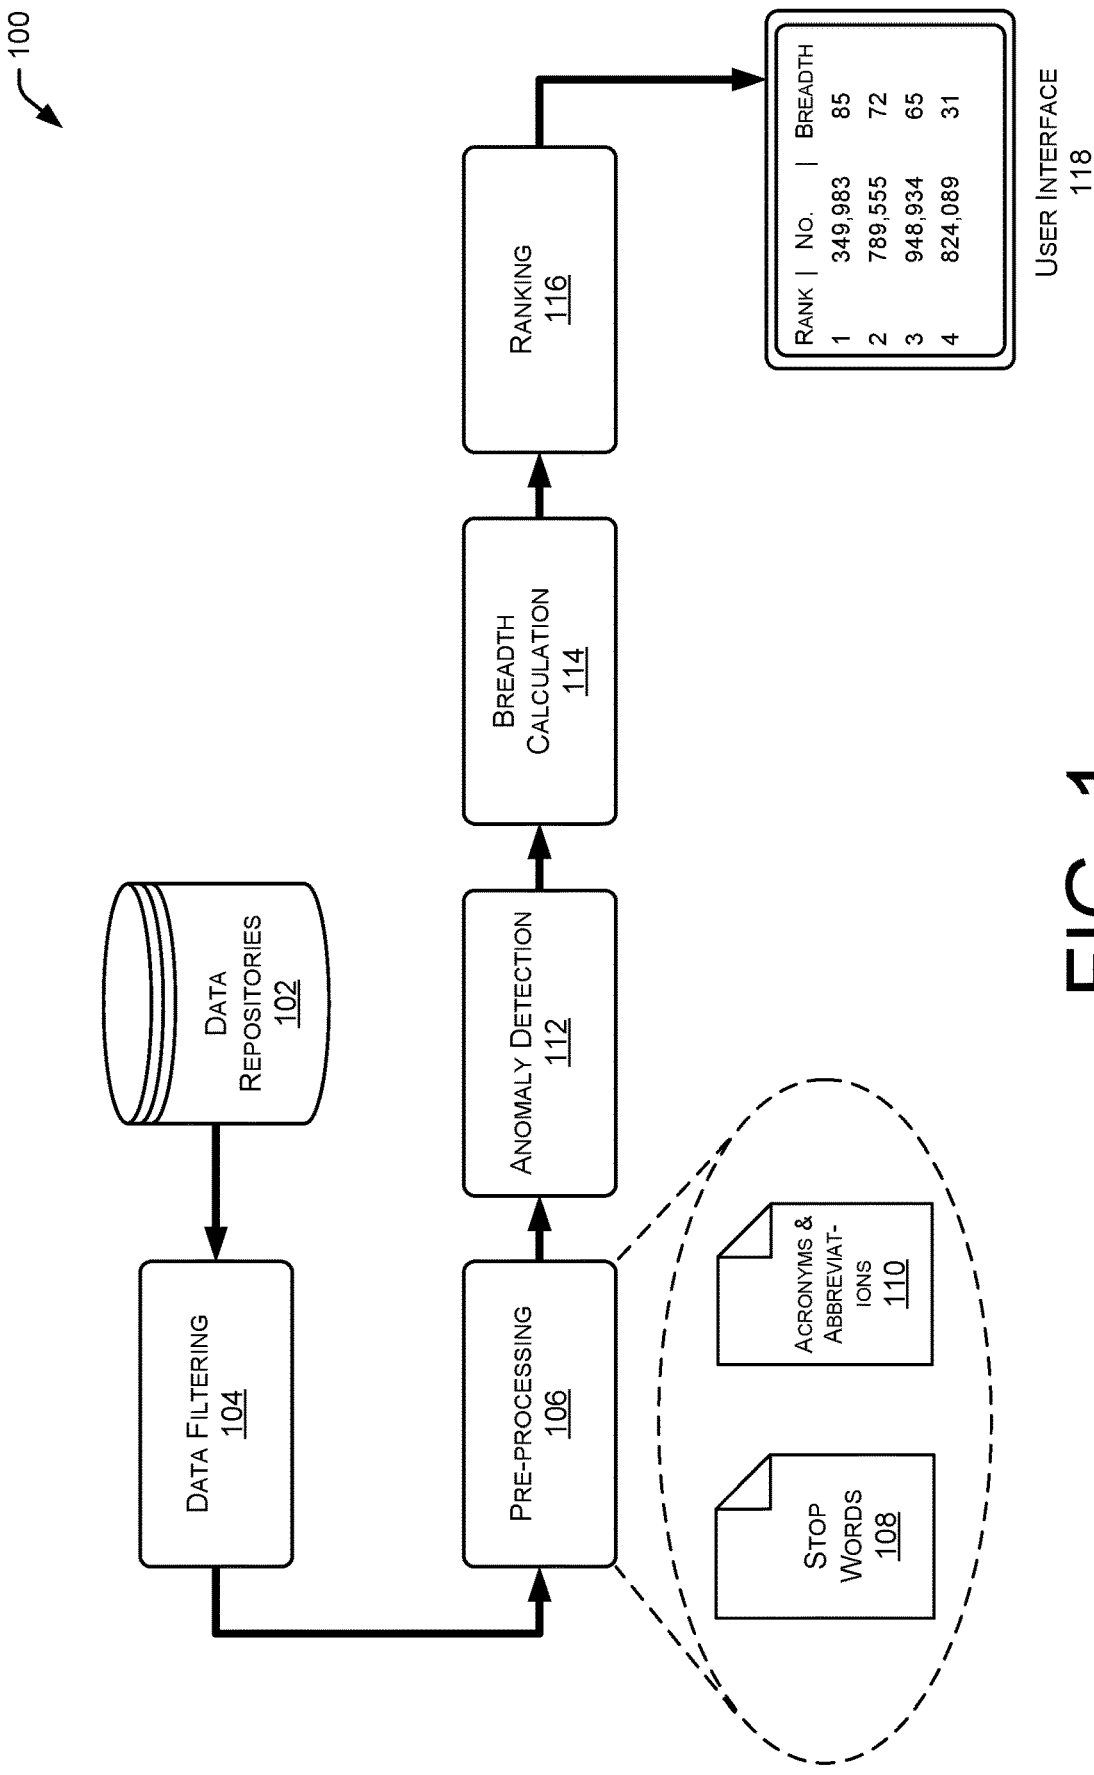 100
DATA
REPOSITORIES
102
DATA FILTERING
104
PRE-PROCESSING
106
STOP
WORDS
108
ACRONYMS &
ABBREVIAT-
IONS
110
ANOMALY DETECTION
112
BREADTH
CALCULATION
114
RANKING
116
RANK | NO. | BREADTH
1 349,983 85
2 789,555 72
3 948,934 65
4 824,089 31
USER INTERFACE
118
FIG. 1